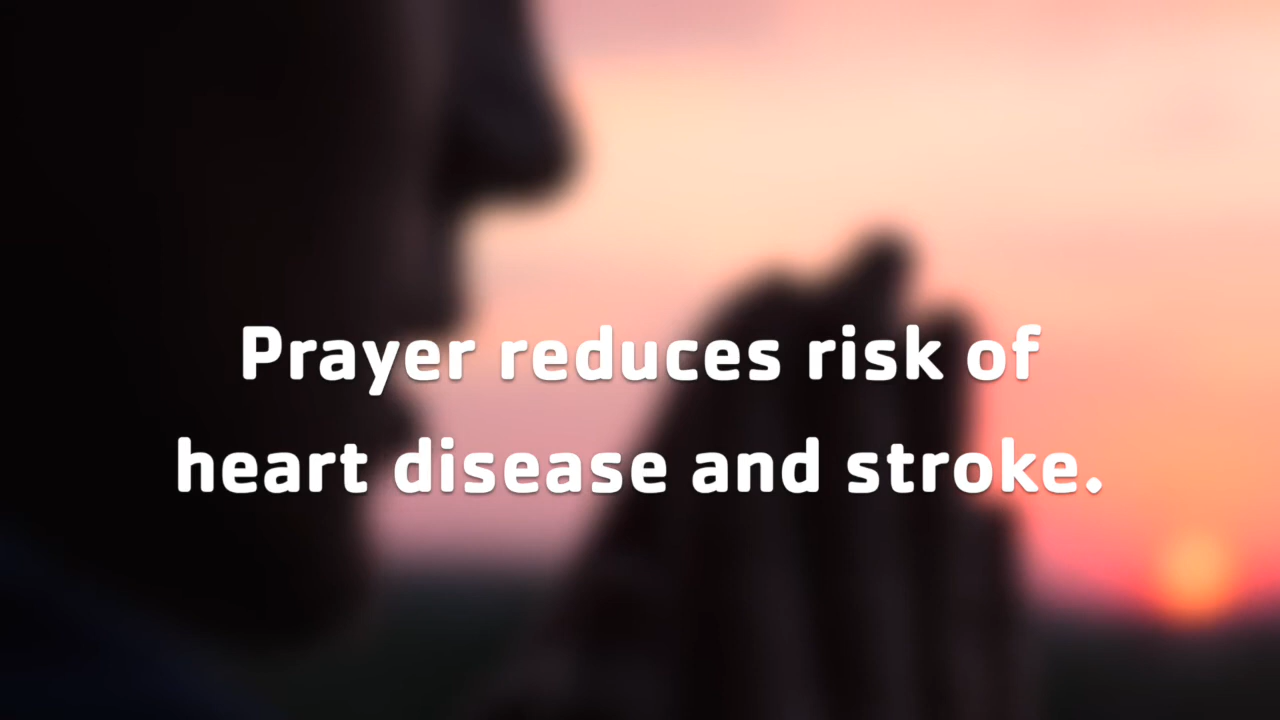 Prayer reduces risk of
heart disease and stroke.